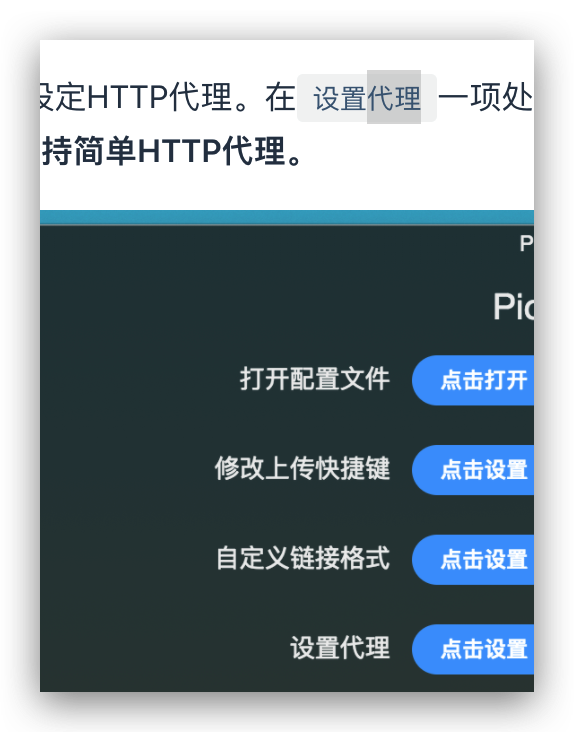 设定HTTP代理。在 设置代理 一项处
持简单HTTP代理。
打开配置文件 点击打开
修改上传快捷键 点击设置
自定义链接格式 点击设置
设置代理 点击设置